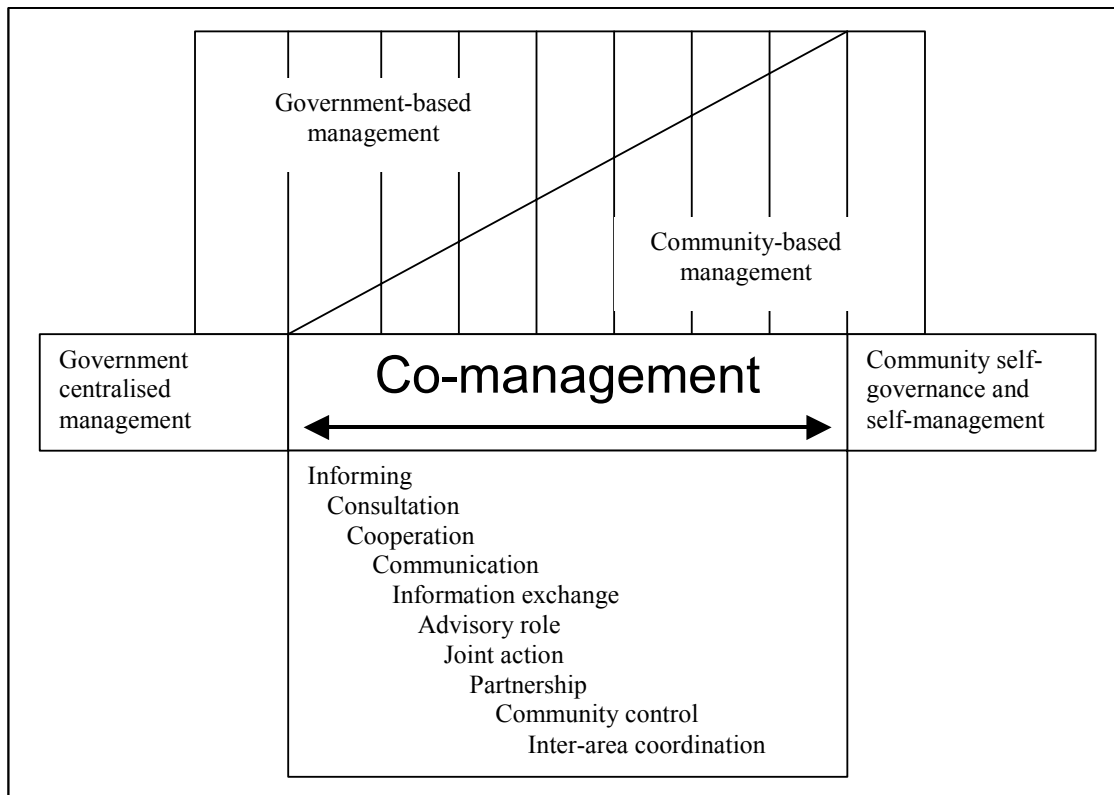 Government-based
management
Community-based
management
Government
centralised
management
Co-management
Community self-
governance and
self-management
Informing
Consultation
Cooperation
Communication
Information exchange
Advisory role
Joint action
Partnership
Community control
Inter-area coordination